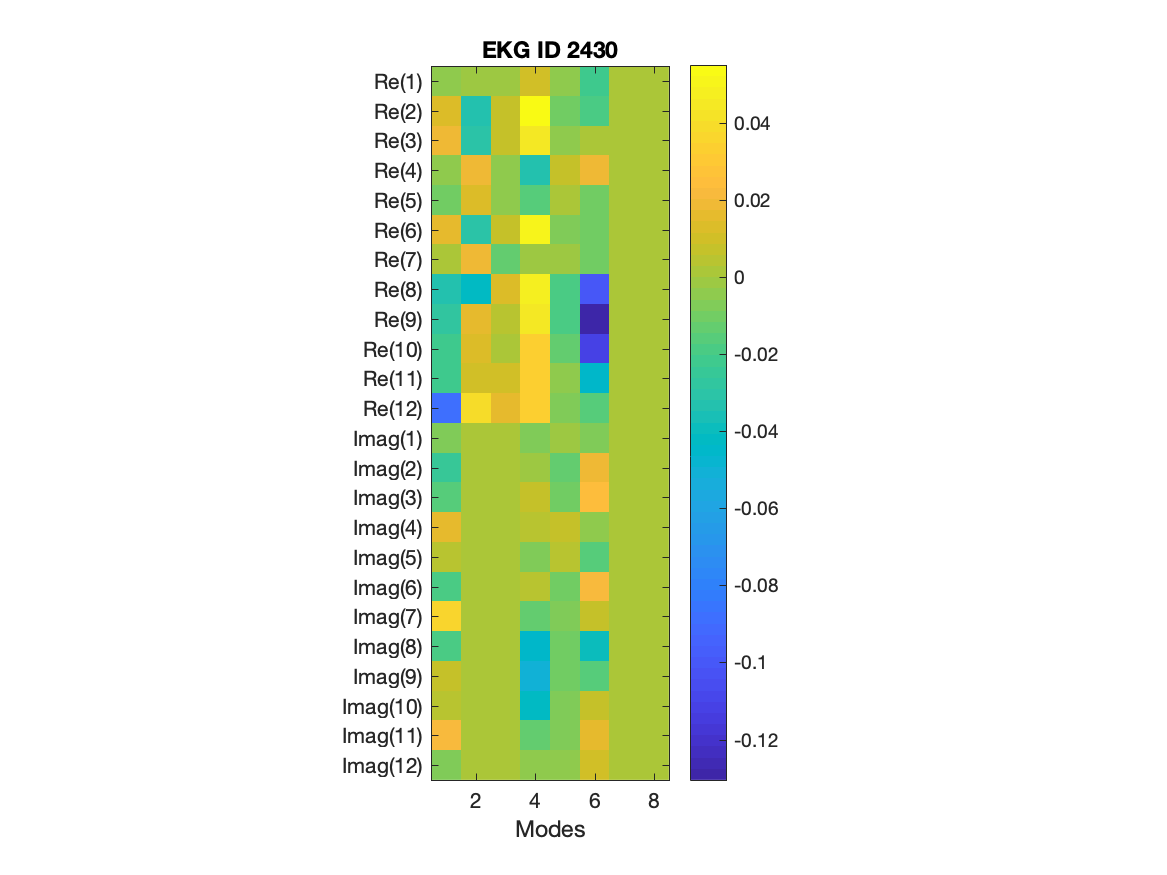 EKG ID 2430
Re(1)
Re(2)
Re(3)
Re(4)
Re(5)
Re(6)
Re(7)
Re(8)
Re(9)
Re(10)
Re(11)
Re(12)
Imag(1)
Imag(2)
Imag(3)
Imag(4)
Imag(5)
Imag(6)
Imag(7)
Imag(8)
Imag(9)
Imag(10)
Imag(11)
Imag(12)
2 4 6 8
Modes
0.04
0.02
0
-0.02
-0.04
-0.06
-0.08
-0.1
-0.12